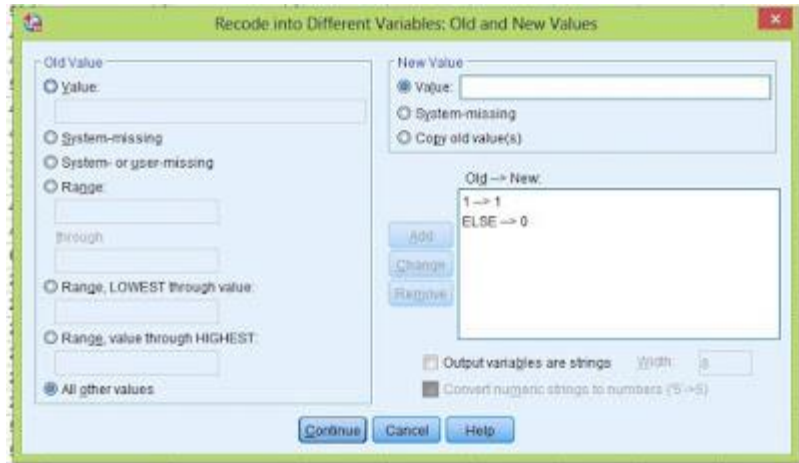 Recode into Different Variables: Old and New Values
Old Value
Value:
System-missing
System- or user-missing
Range:
through
Range, LOWEST through value:
Range, value through HIGHEST:
All other values
New Value
Value:
System-missing
Copy old value(s)
Old --> New:
1 --> 1
ELSE --> 0
Add
Change
Remove
Output variables are strings Width: 8
Convert numeric strings to numbers ('5'->5)
Continue Cancel Help